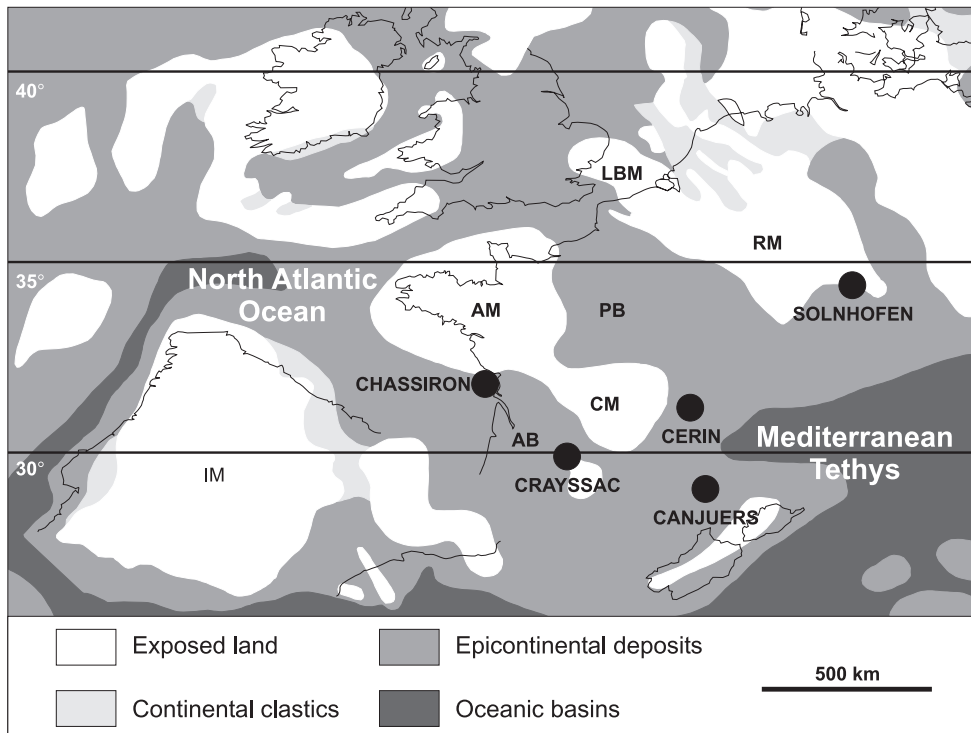 40°
LBM
RM
35°
North Atlantic
Ocean
AM
PB
SOLNHOFEN
CHASSIRON
CM
AB
CERIN
Mediterranean
Tethys
30°
IM
CRAYSSAC
CANJUERS
Exposed land
Epicontinental deposits
500 km
Continental clastics
Oceanic basins